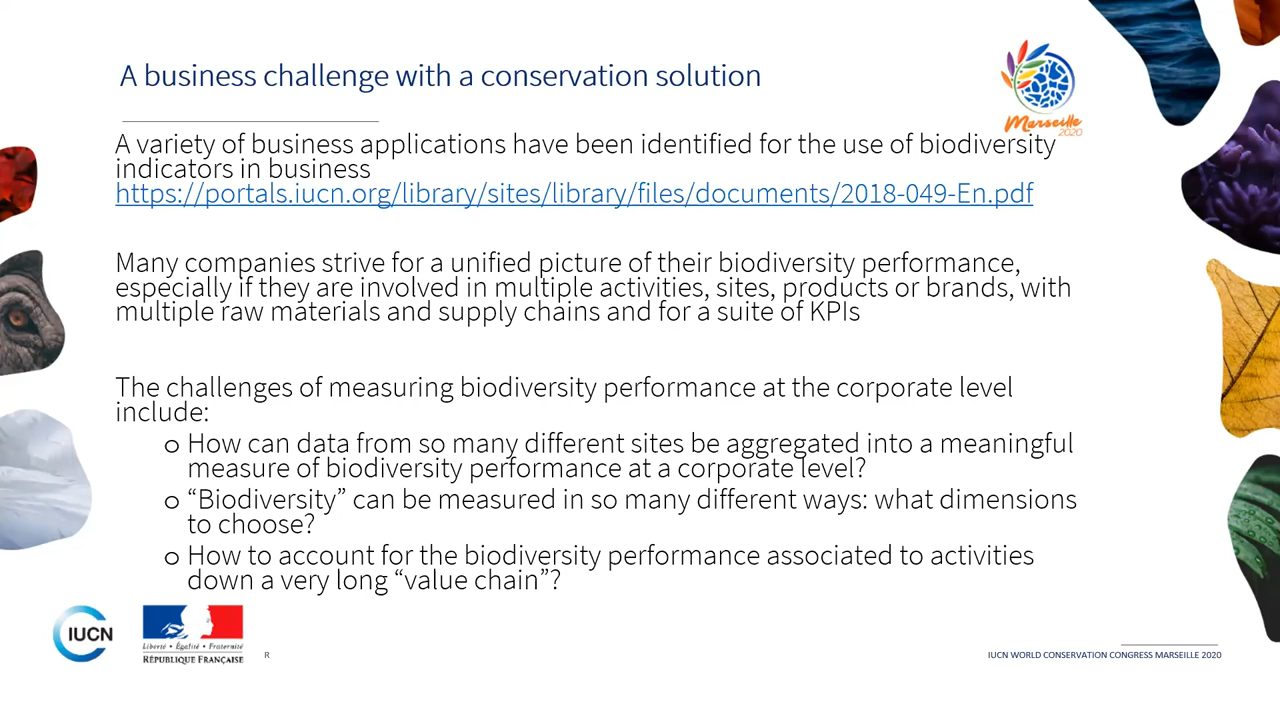 A business challenge with a conservation solution
Marseille
2020
A variety of business applications have been identified for the use of biodiversity
indicators in business
https://portals.iucn.org/library/sites/library/files/documents/2018-049-En.pdf
Many companies strive for a unified picture of their biodiversity performance,
especially if they are involved in multiple activities, sites, products or brands, with
multiple raw materials and supply chains and for a suite of KPIs
The challenges of measuring biodiversity performance at the corporate level
include:
o How can data from so many different sites be aggregated into a meaningful
measure of biodiversity performance at a corporate level?
o “Biodiversity” can be measured in so many different ways: what dimensions
to choose?
o How to account for the biodiversity performance associated to activities
down a very long “value chain”?
IUCN
Liberté • Égalité • Fraternité
RÉPUBLIQUE FRANÇAISE
R
IUCN WORLD CONSERVATION CONGRESS MARSEILLE 2020